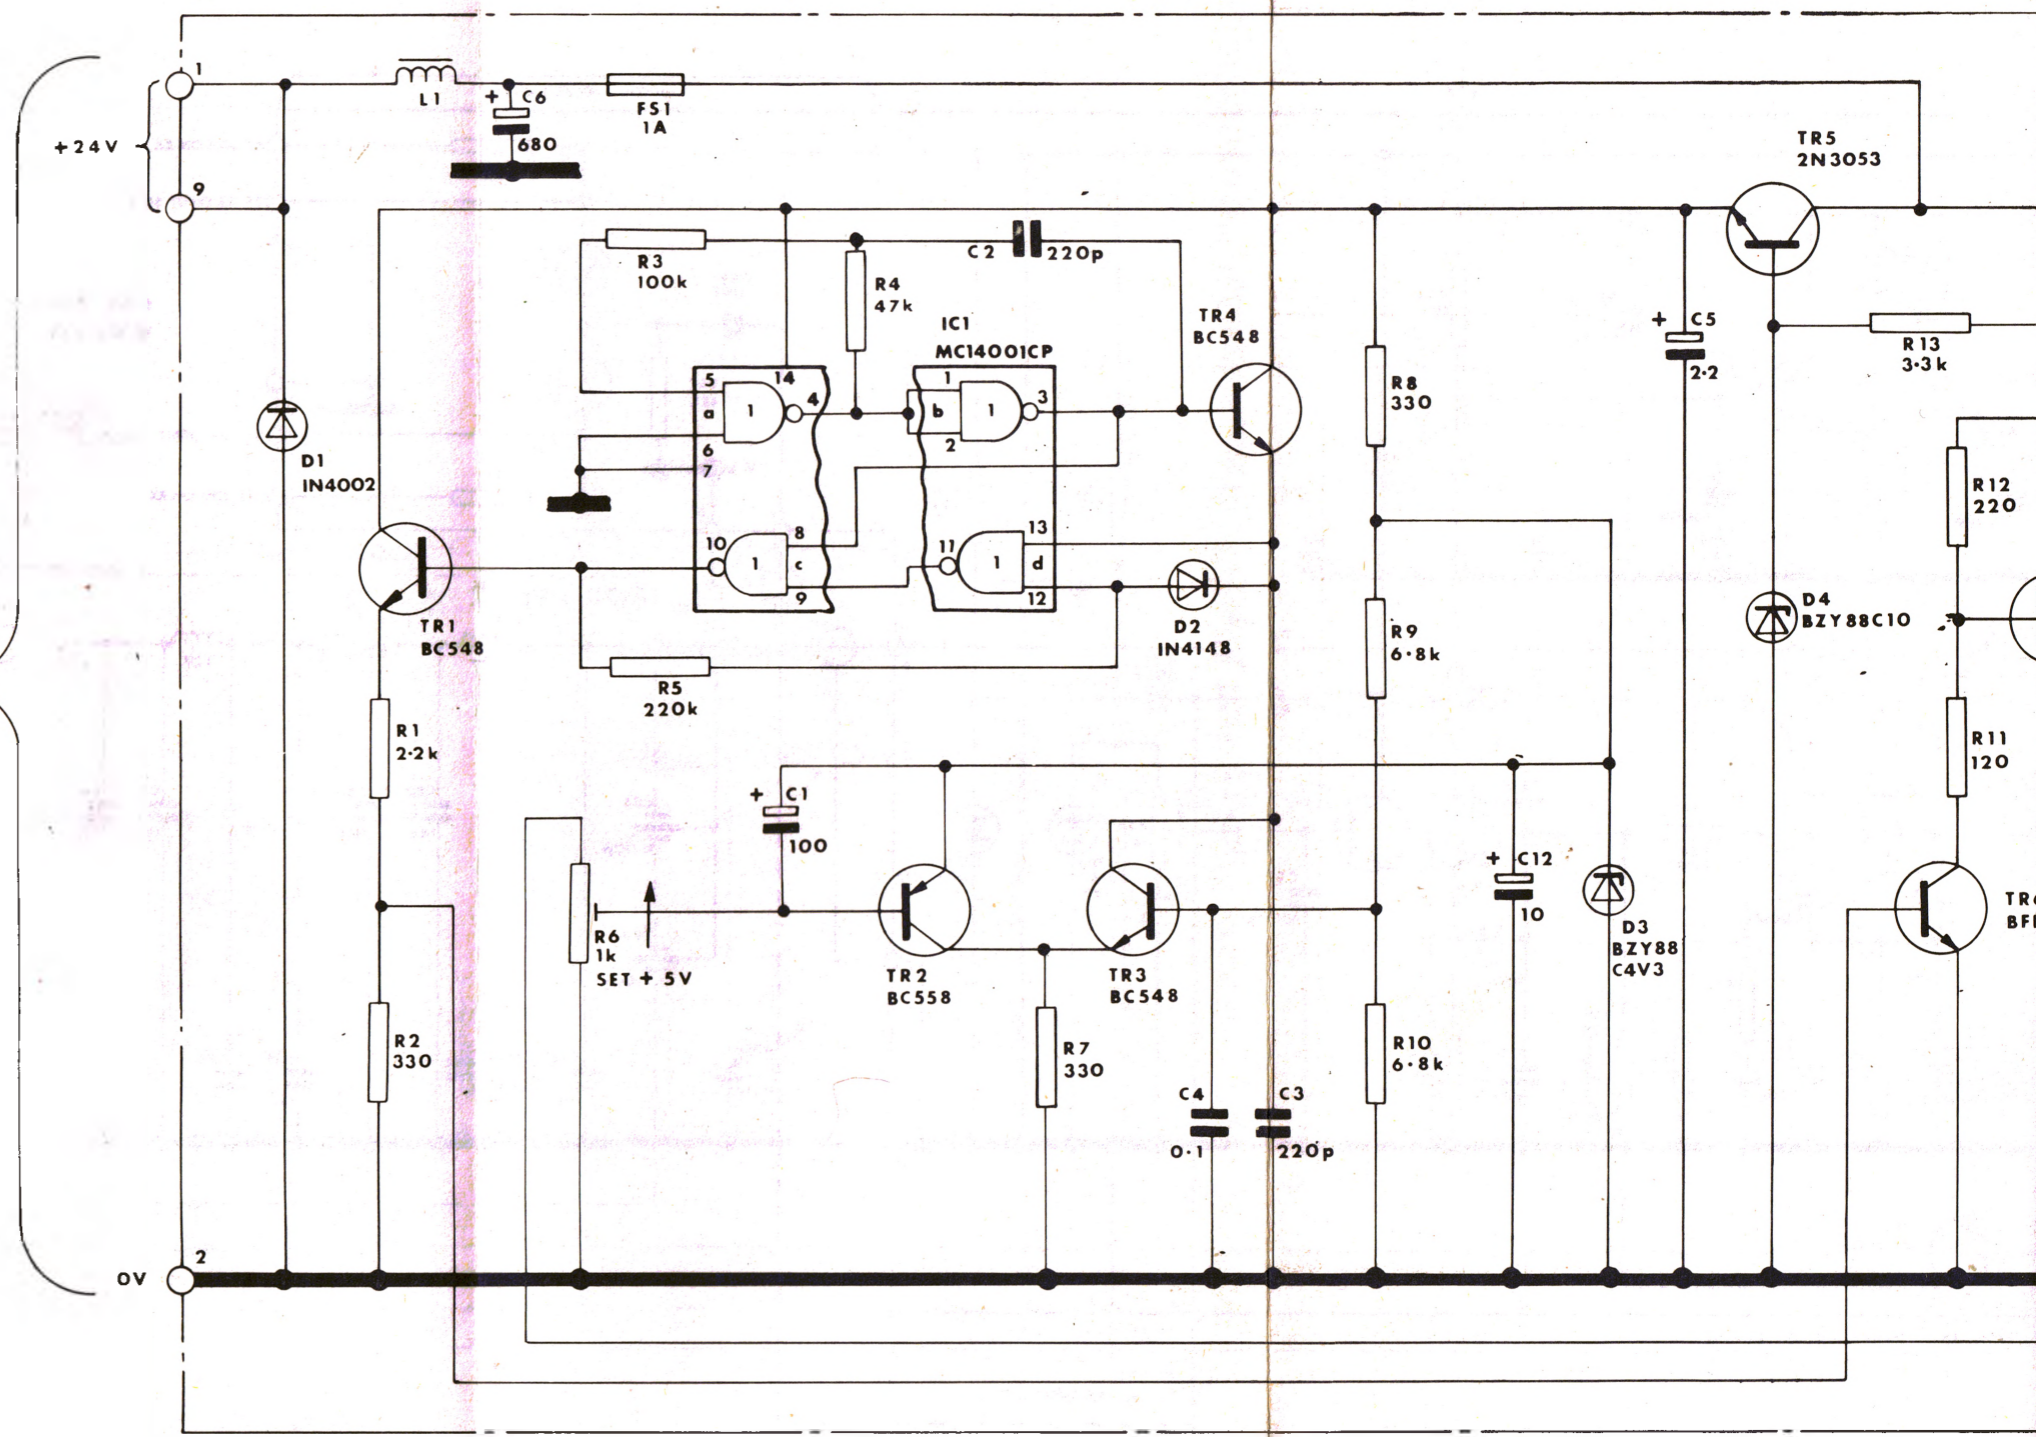 1
L1
+
C6
680
FS1
1A
+24V
9
TR5
2N3053
R3
100k
C2
220p
R4
47k
IC1
MC14001CP
TR4
BC548
+
C5
2·2
R13
3·3k
R8
330
5
14
4
a
1
6
7
1
b
1
3
2
D1
IN4002
R12
220
10
8
1
c
9
11
13
1
d
12
TR1
BC548
D2
IN4148
R9
6·8k
D4
BZY88C10
R5
220k
R1
2·2k
R11
120
+
C1
100
+
C12
10
R6
1k
SET + 5V
TR2
BC558
TR3
BC548
D3
BZY88
C4V3
R2
330
R7
330
R10
6·8k
C4
0·1
C3
220p
2
0V